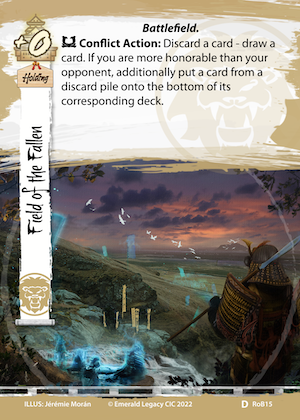 +0
Holding
Battlefield.
Conflict Action: Discard a card - draw a
card. If you are more honorable than your
opponent, additionally put a card from a
discard pile onto the bottom of its
corresponding deck.
Field of the Fallen
ILLUS: Jérémie Morán © Emerald Legacy CIC 2022 D RoB15